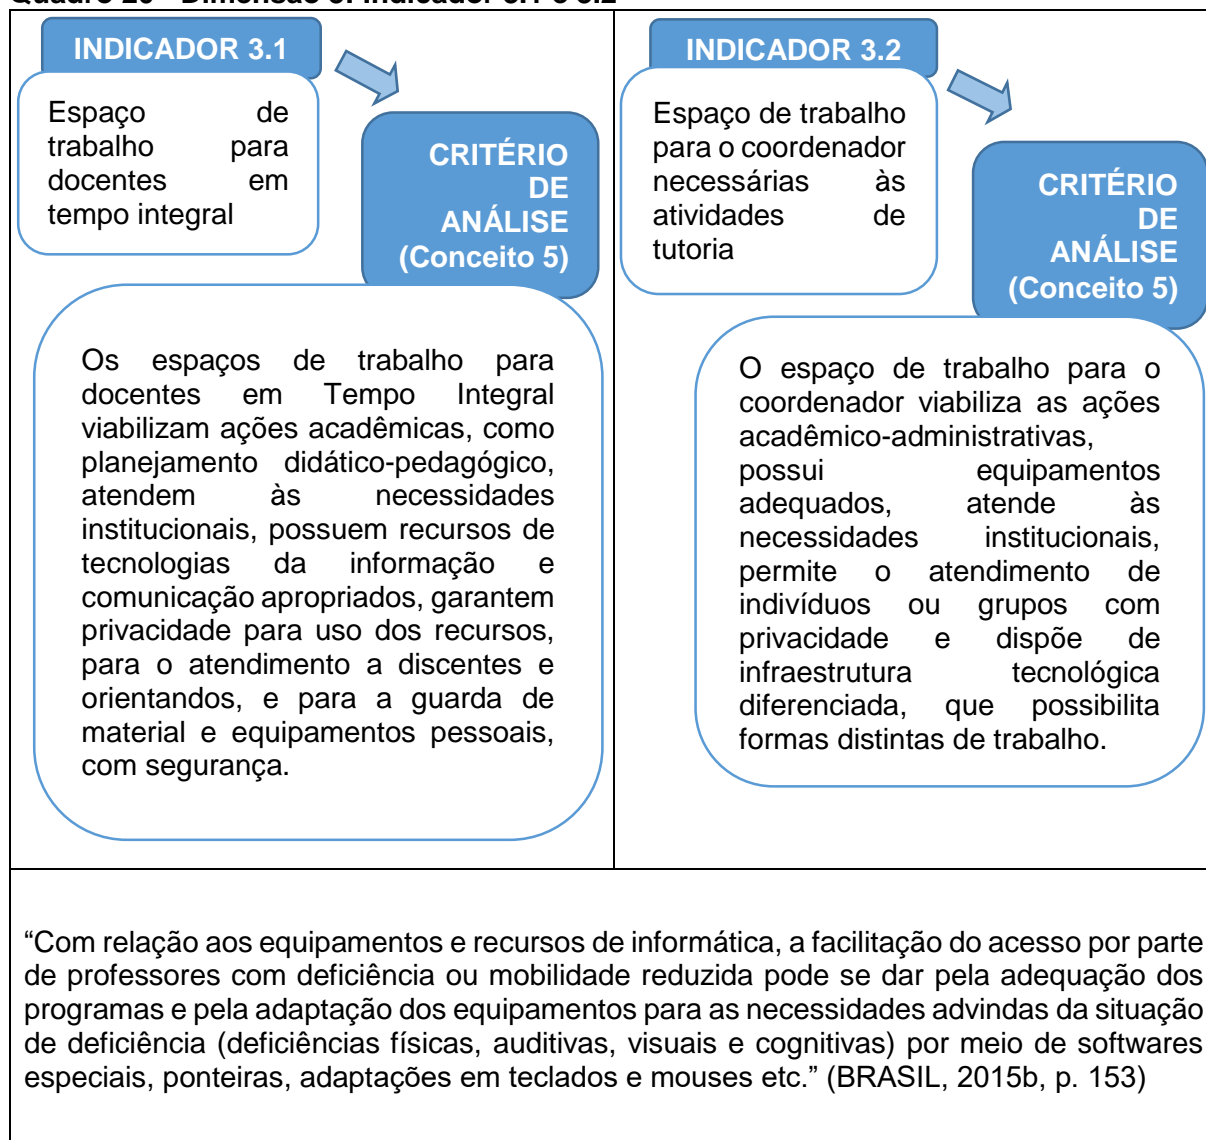 INDICADOR 3.1
Espaço de
trabalho para
docentes em
tempo integral
CRITÉRIO
DE
ANÁLISE
(Conceito 5)
Os espaços de trabalho para
docentes em Tempo Integral
viabilizam ações acadêmicas, como
planejamento didático-pedagógico,
atendem às necessidades
institucionais, possuem recursos de
tecnologias da informação e
comunicação apropriados, garantem
privacidade para uso dos recursos,
para o atendimento a discentes e
orientandos, e para a guarda de
material e equipamentos pessoais,
com segurança.
INDICADOR 3.2
Espaço de trabalho
para o coordenador
necessárias às
atividades de
tutoria
CRITÉRIO
DE
ANÁLISE
(Conceito 5)
O espaço de trabalho para o
coordenador viabiliza as ações
acadêmico-administrativas,
possui equipamentos
adequados, atende às
necessidades institucionais,
permite o atendimento de
indivíduos ou grupos com
privacidade e dispõe de
infraestrutura tecnológica
diferenciada, que possibilita
formas distintas de trabalho.
“Com relação aos equipamentos e recursos de informática, a facilitação do acesso por parte
de professores com deficiência ou mobilidade reduzida pode se dar pela adequação dos
programas e pela adaptação dos equipamentos para as necessidades advindas da situação
de deficiência (deficiências físicas, auditivas, visuais e cognitivas) por meio de softwares
especiais, ponteiras, adaptações em teclados e mouses etc.” (BRASIL, 2015b, p. 153)